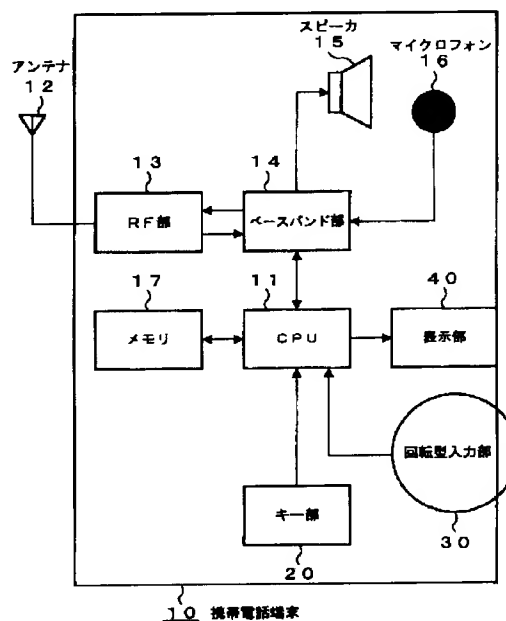 スピーカ
１５
マイクロフォン
１６
アンテナ
１２
１３
ＲＦ部
１４
ベースバンド部
１７
メモリ
１１
ＣＰＵ
４０
表示部
回転型入力部
３０
キー部
２０
１０ 携帯電話端末